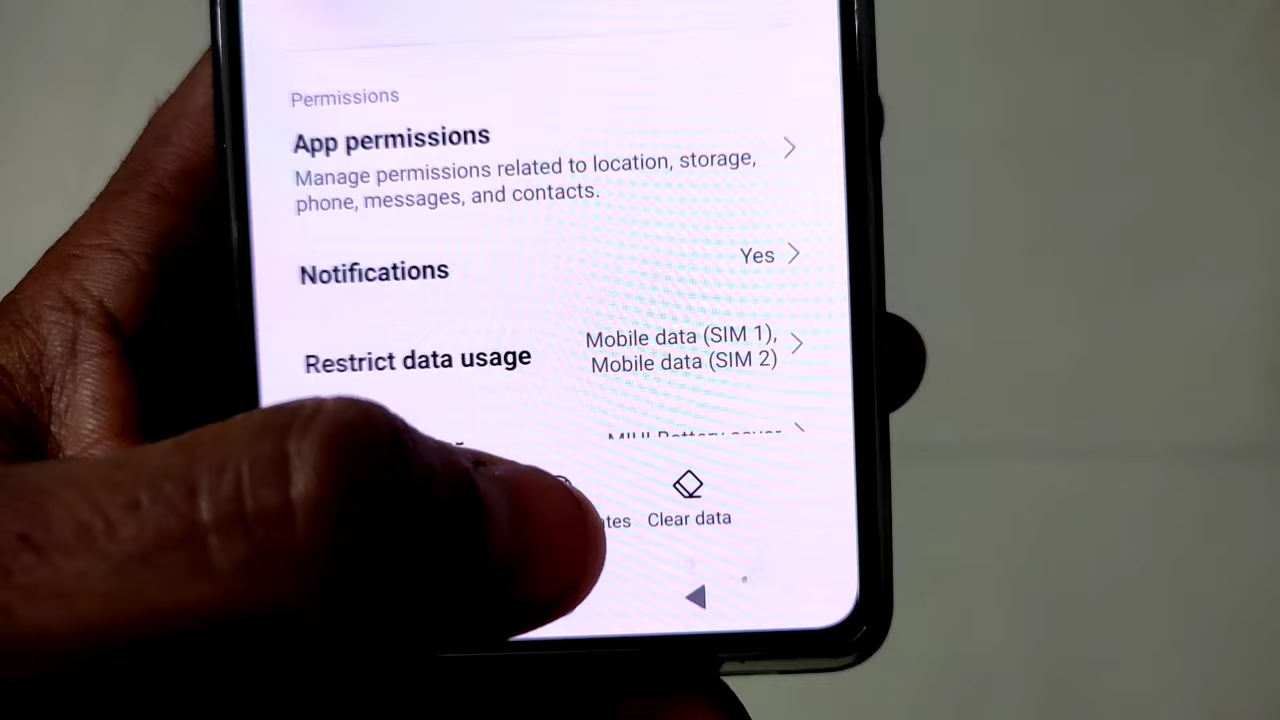 Permissions
App permissions
Manage permissions related to location, storage,
phone, messages, and contacts.
Notifications
Yes
Restrict data usage
Mobile data (SIM 1),
Mobile data (SIM 2)
Clear data